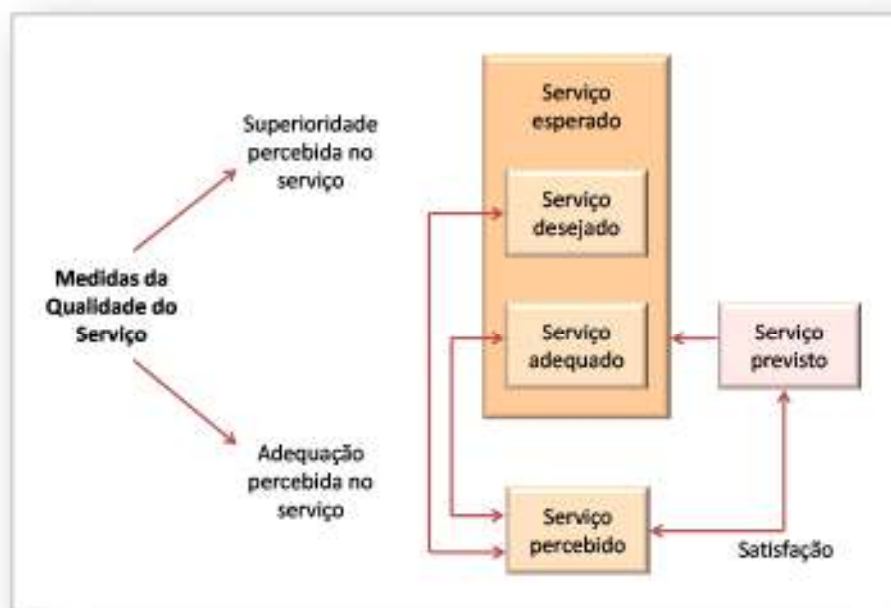 Superioridade
percebida no
serviço
Medidas da
Qualidade do
Serviço
Adequação
percebida no
serviço
Serviço
esperado
Serviço
desejado
Serviço
adequado
Serviço
previsto
Serviço
percebido
Satisfação